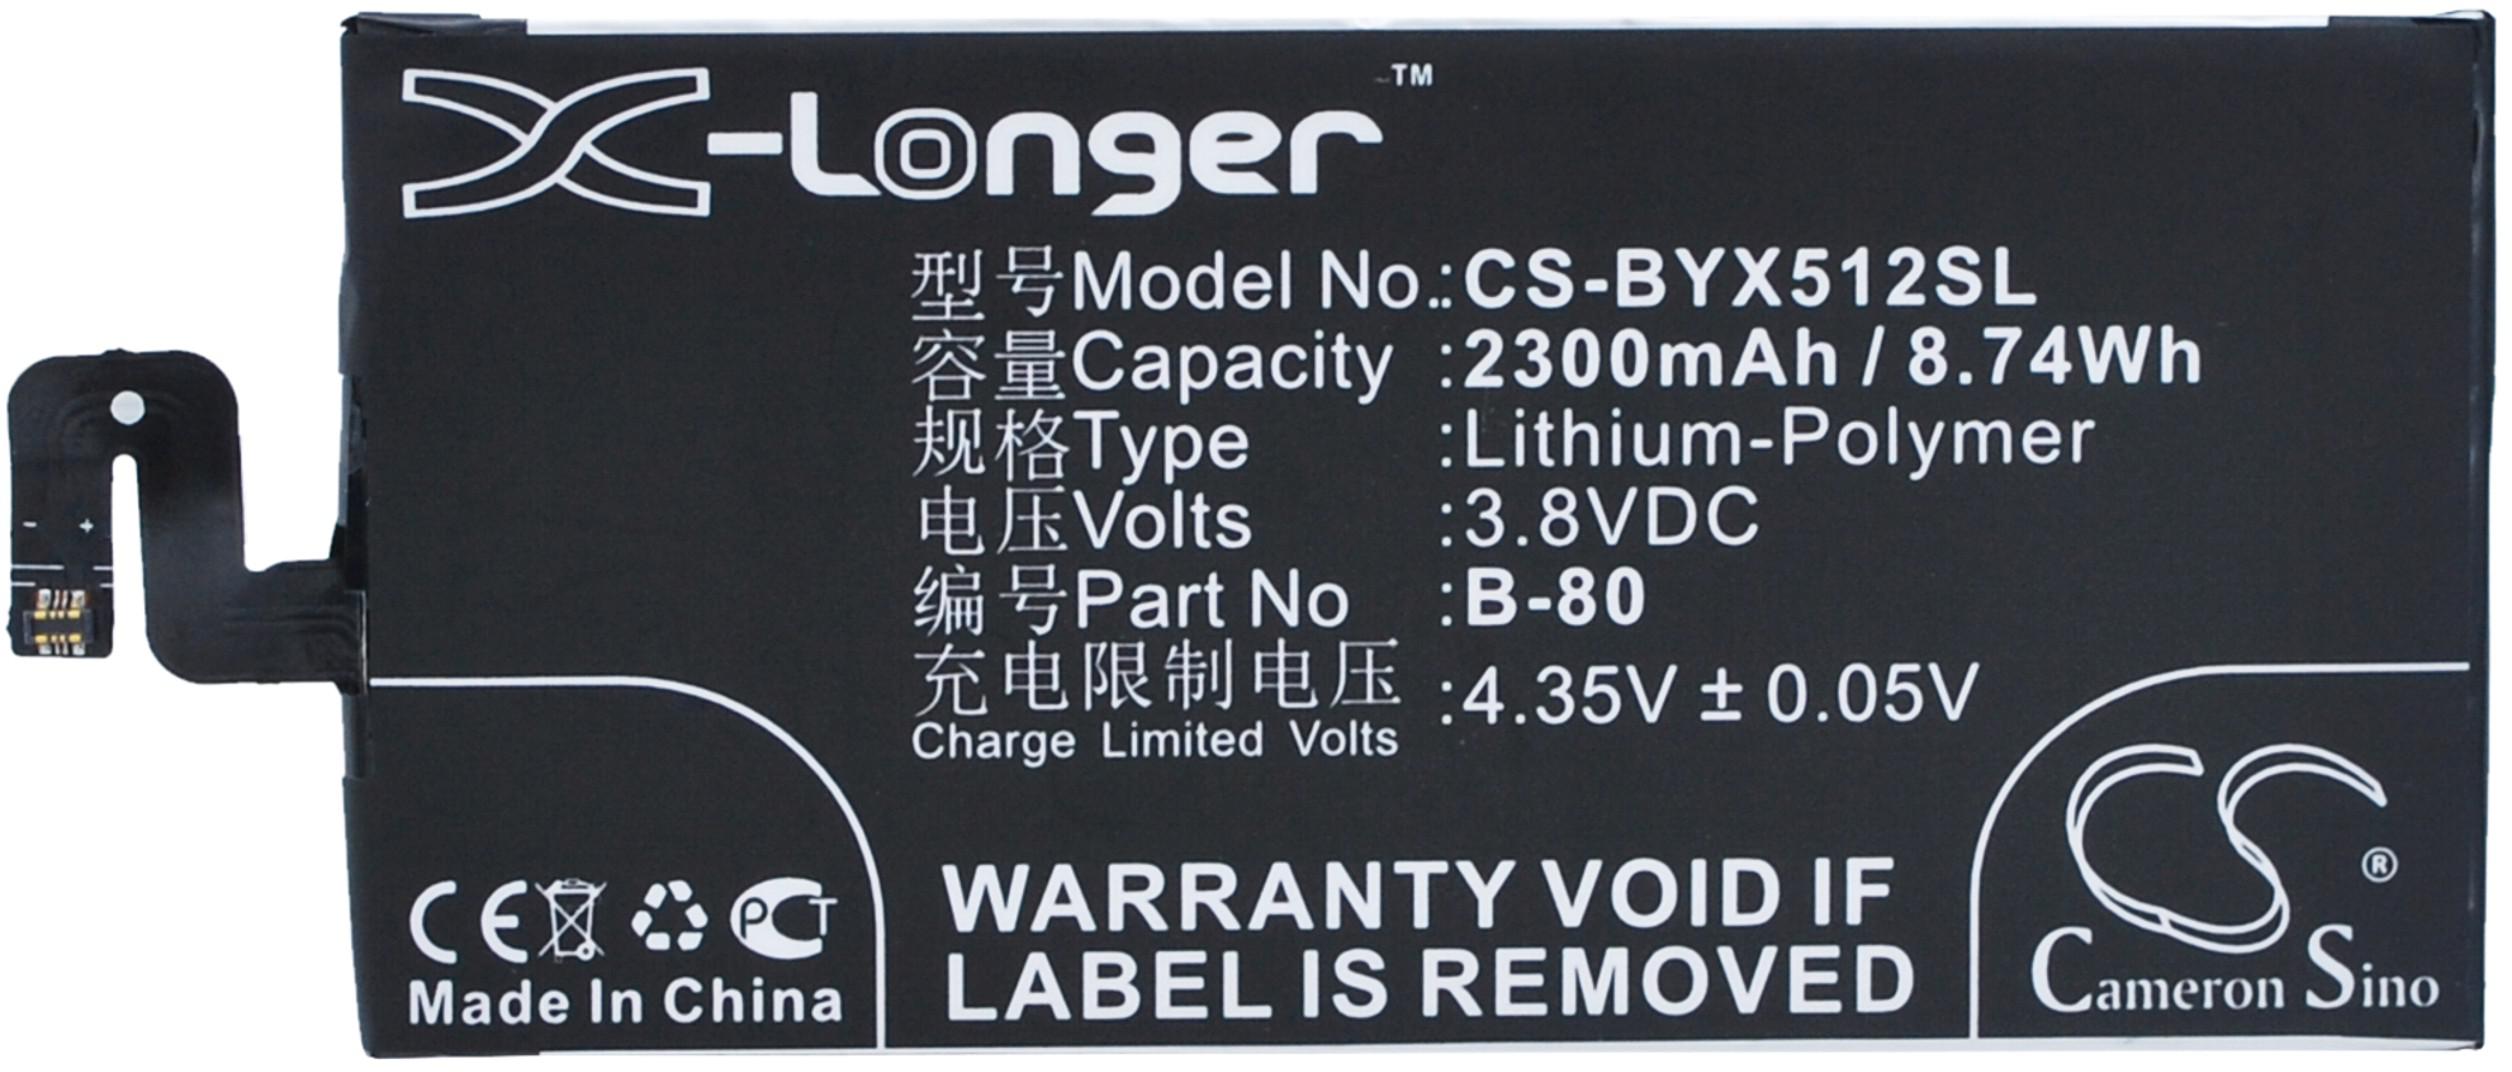 X-Longer™
型号Model No.:CS-BYX512SL
容量Capacity :2300mAh / 8.74Wh
规格Type :Lithium-Polymer
电压Volts :3.8VDC
编号Part No :B-80
充电限制电压 :4.35V ± 0.05V
Charge Limited Volts
- +
WARRANTY VOID IF
LABEL IS REMOVED
CE PCT
Made In China
CS ®
Cameron Sino